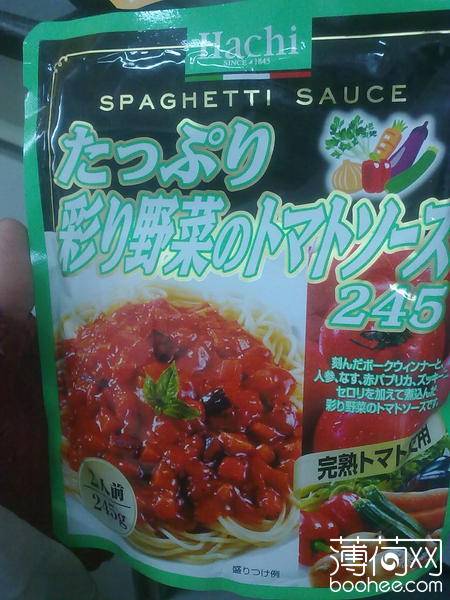 Hachi
SINCE 1845
SPAGHETTI SAUCE
たっぷり
彩り野菜のトマトソース
245
刻んだポークウィンナーと、
人参、なす、赤パプリカ、ズッキーニ
セロリを加えて煮込んだ
彩り野菜のトマトソースです。
完熟トマト使用
2人前
245g
盛りつけ例
薄荷网
boohee.com